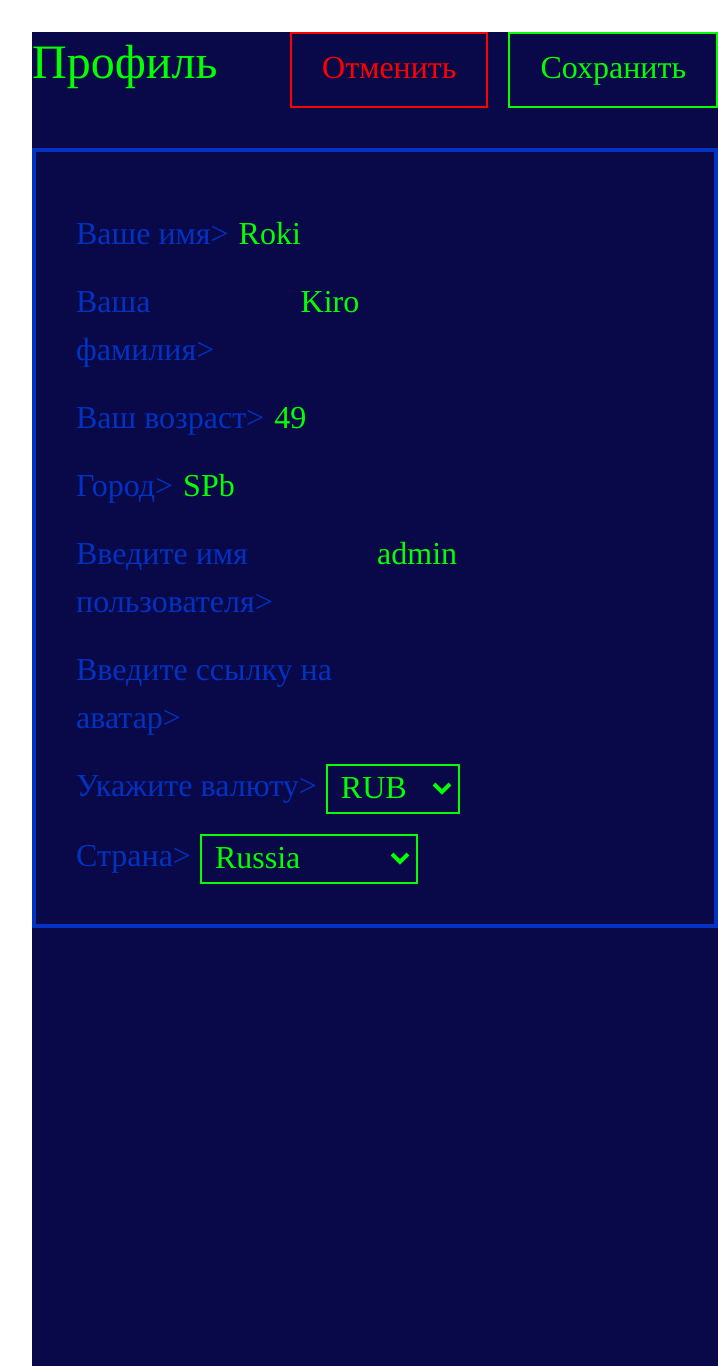 Профиль Отменить Сохранить
Ваше имя> Roki
Ваша Kiro
фамилия>
Ваш возраст> 49
Город> SPb
Введите имя admin
пользователя>
Введите ссылку на
аватар>
Укажите валюту> RUB
Страна> Russia